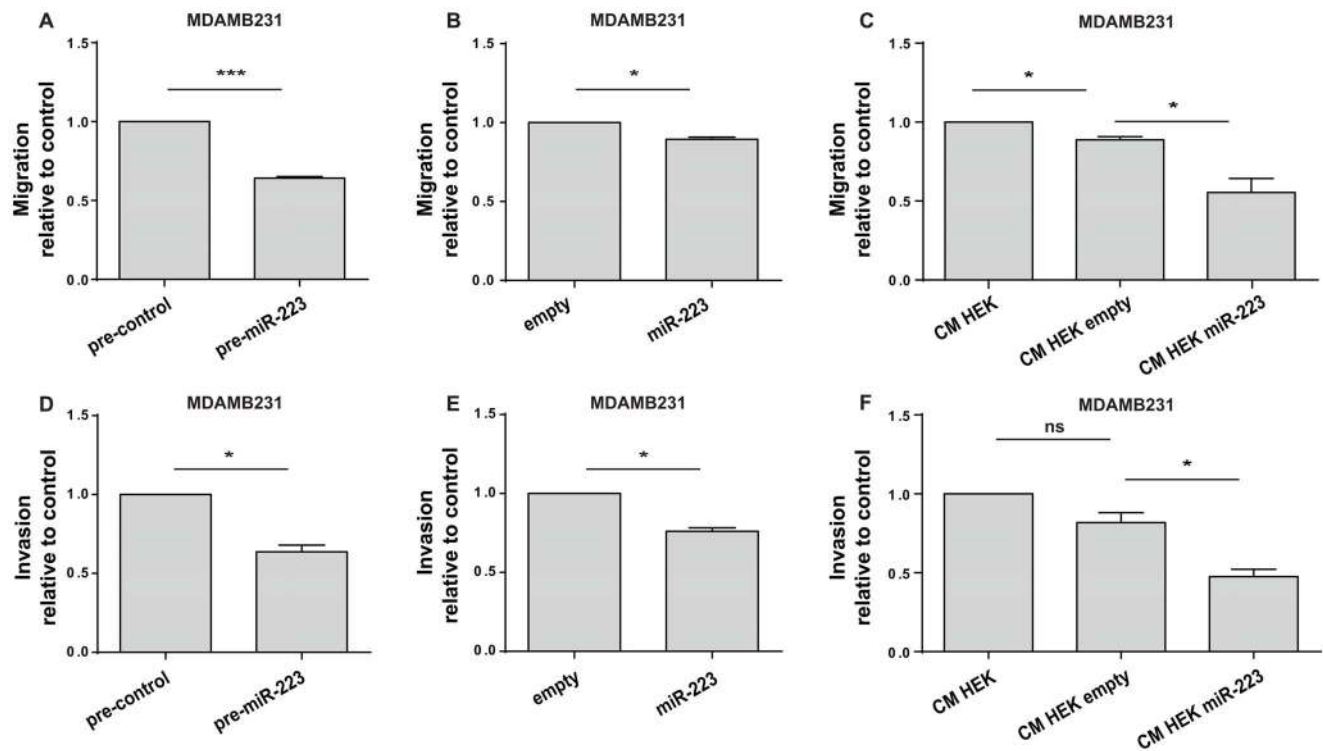 A
MDAMB231
Migration
relative to control
1.5
1.0
0.5
0.0
***
pre-control
pre-miR-223
B
MDAMB231
Migration
relative to control
1.5
1.0
0.5
0.0
*
empty
miR-223
C
MDAMB231
Migration
relative to control
1.5
1.0
0.5
0.0
*
*
CM HEK
CM HEK empty
CM HEK miR-223
D
MDAMB231
Invasion
relative to control
1.5
1.0
0.5
0.0
*
pre-control
pre-miR-223
E
MDAMB231
Invasion
relative to control
1.5
1.0
0.5
0.0
*
empty
miR-223
F
MDAMB231
Invasion
relative to control
1.5
1.0
0.5
0.0
ns
*
CM HEK
CM HEK empty
CM HEK miR-223